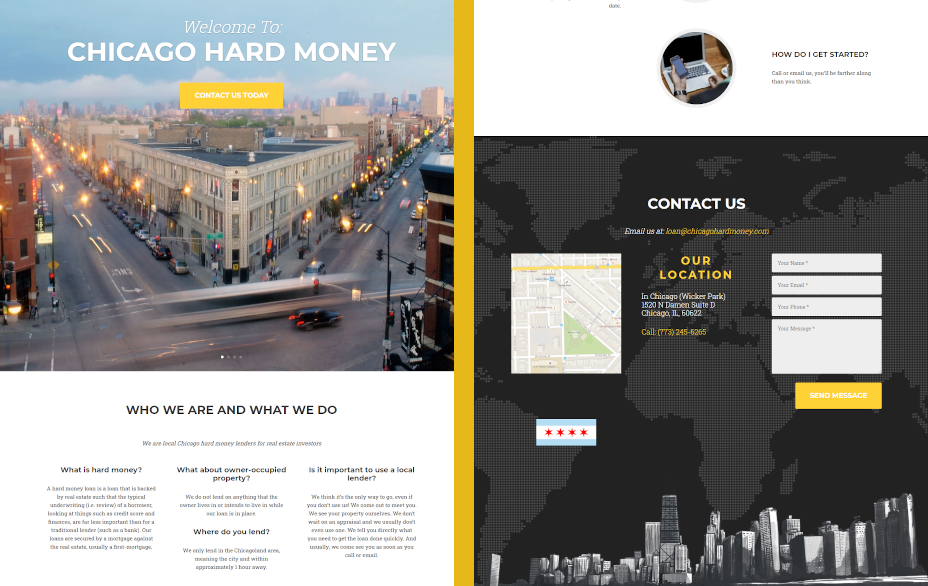 Welcome To:
CHICAGO HARD MONEY
CONTACT US TODAY
WHO WE ARE AND WHAT WE DO
We are local Chicago hard money lenders for real estate investors
What is hard money?
A hard money loan is a loan that is backed
by real estate such that the typical
underwriting (i.e. review) of a borrower,
looking at things such as credit score and
finances, are far less important than for a
traditional lender (such as a bank). Our
loans are secured by a mortgage against
the real estate, usually a first-mortgage.
What about owner-occupied
property?
We do not lend on anything that the
owner lives in or intends to live in while
our loan is in place.
Where do you lend?
We only lend in the Chicagoland area,
meaning the city and within
approximately 1 hour away.
Is it important to use a local
lender?
We think it's the only way to go, even if
you don't use us! We come out to meet you.
We see your property ourselves. We don't
wait on an appraisal and we usually don't
even use one. We tell you directly what
you need to get the loan done quickly. And
usually, we come see you as soon as you
call or email.
date.
HOW DO I GET STARTED?
Call or email us, you'll be farther along
than you think.
CONTACT US
Email us at: loan@chicagohardmoney.com
OUR
LOCATION
In Chicago (Wicker Park)
1520 N Damen Suite D
Chicago, IL, 60622
Call: (773) 245-6265
Your Name *
Your Email *
Your Phone *
Your Message *
SEND MESSAGE